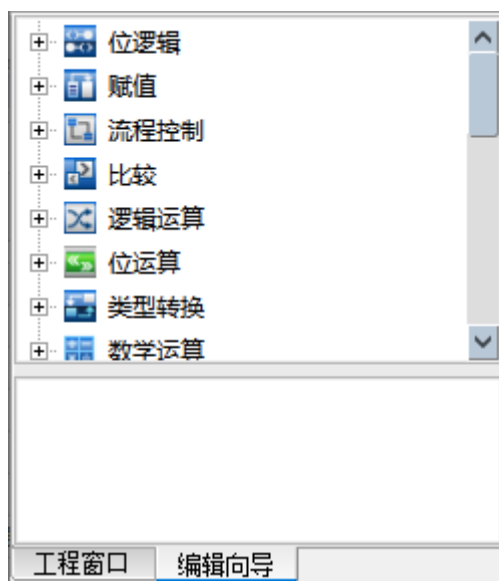 位逻辑
赋值
流程控制
比较
逻辑运算
位运算
类型转换
数学运算
工程窗口
编辑向导